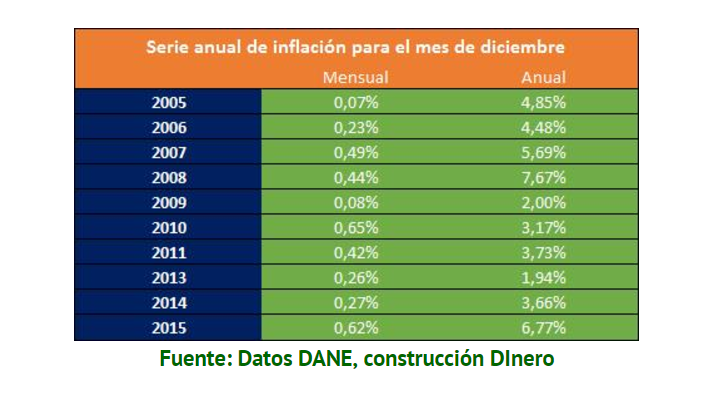 Serie anual de inflación para el mes de diciembre
Mensual Anual
2005 0,07% 4,85%
2006 0,23% 4,48%
2007 0,49% 5,69%
2008 0,44% 7,67%
2009 0,08% 2,00%
2010 0,65% 3,17%
2011 0,42% 3,73%
2013 0,26% 1,94%
2014 0,27% 3,66%
2015 0,62% 6,77%
Fuente: Datos DANE, construcción DInero